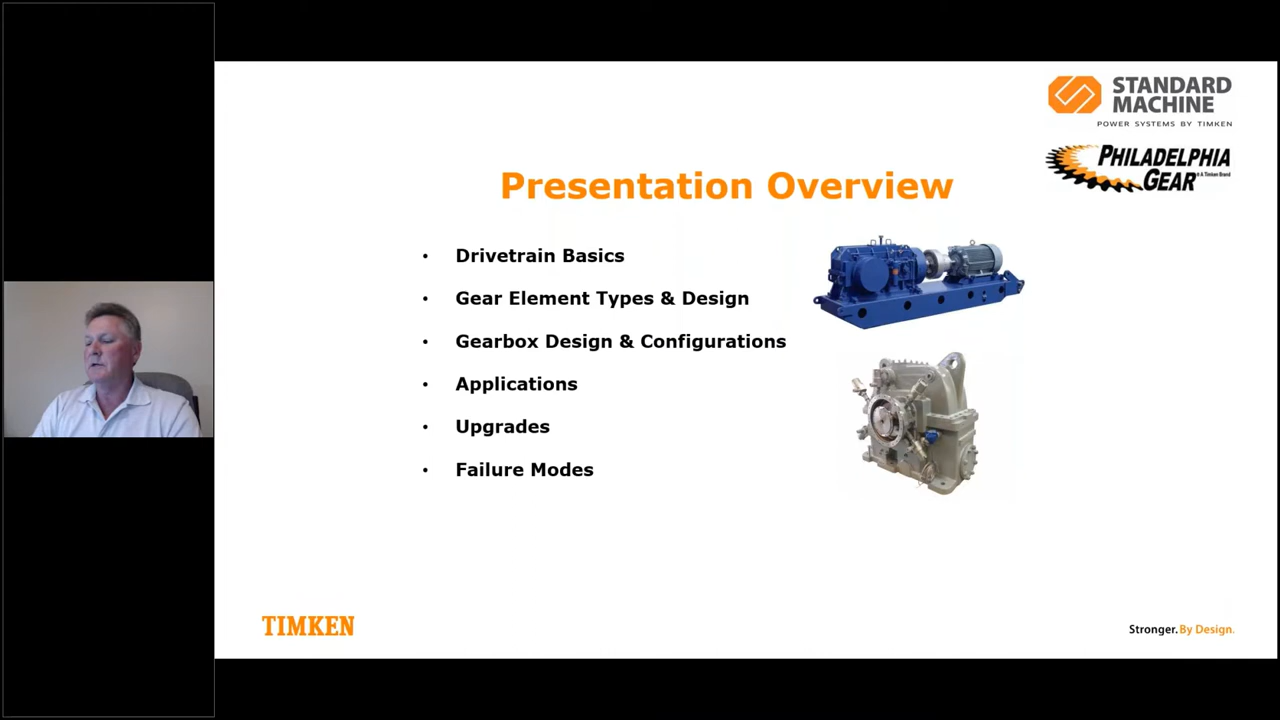 STANDARD
MACHINE
POWER SYSTEMS BY TIMKEN
PHILADELPHIA
GEAR
A Timken Brand
Presentation Overview
• Drivetrain Basics
• Gear Element Types & Design
• Gearbox Design & Configurations
• Applications
• Upgrades
• Failure Modes
TIMKEN
Stronger. By Design.